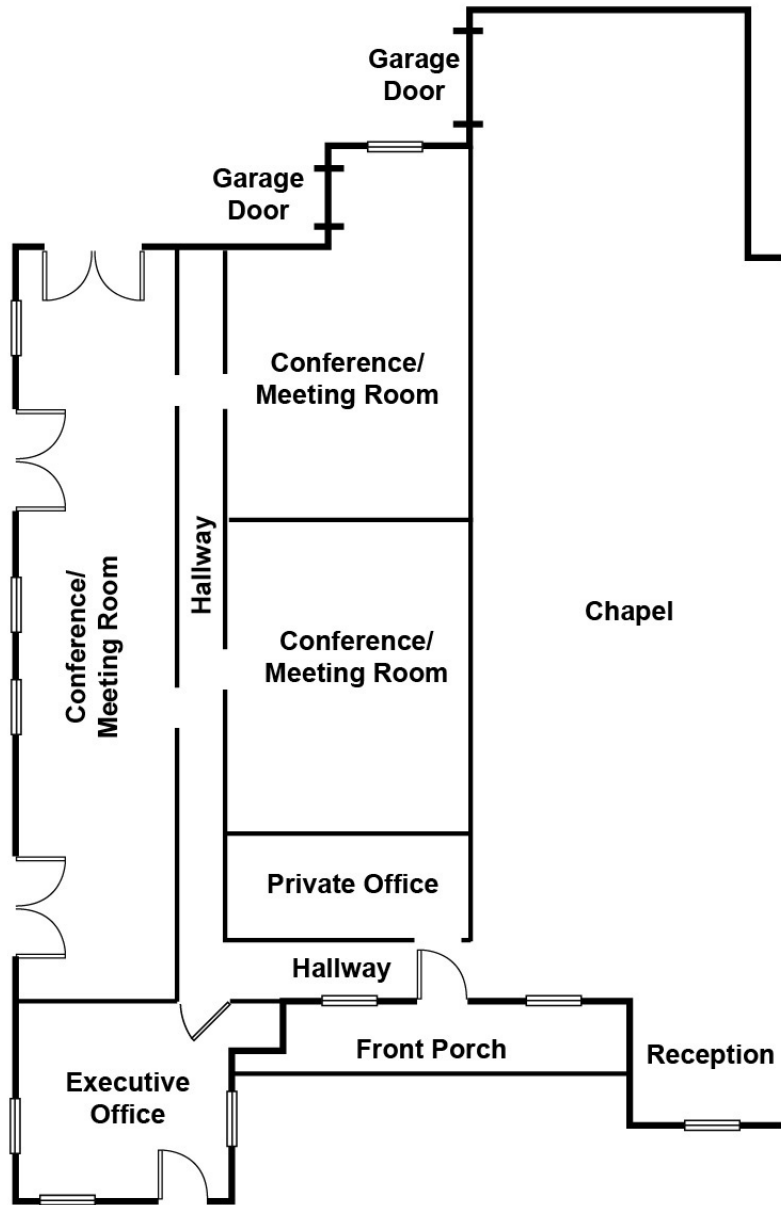 Garage
Door
Garage
Door
Conference/
Meeting Room
Hallway
Conference/
Meeting Room
Conference/
Meeting Room
Chapel
Private Office
Hallway
Front Porch
Reception
Executive
Office